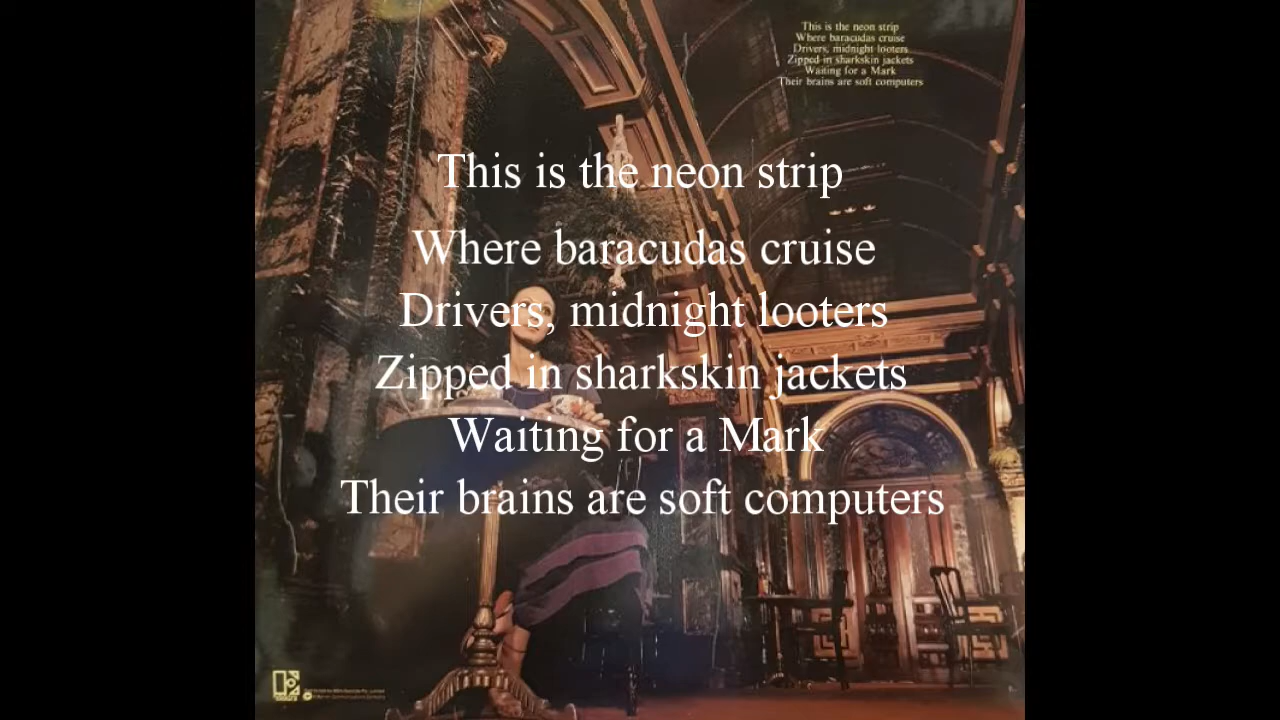 This is the neon strip
Where baracudas cruise
Drivers, midnight looters
Zipped in sharkskin jackets
Waiting for a Mark
Their brains are soft computers
This is the neon strip
Where baracudas cruise
Drivers, midnight looters
Zipped in sharkskin jackets
Waiting for a Mark
Their brains are soft computers